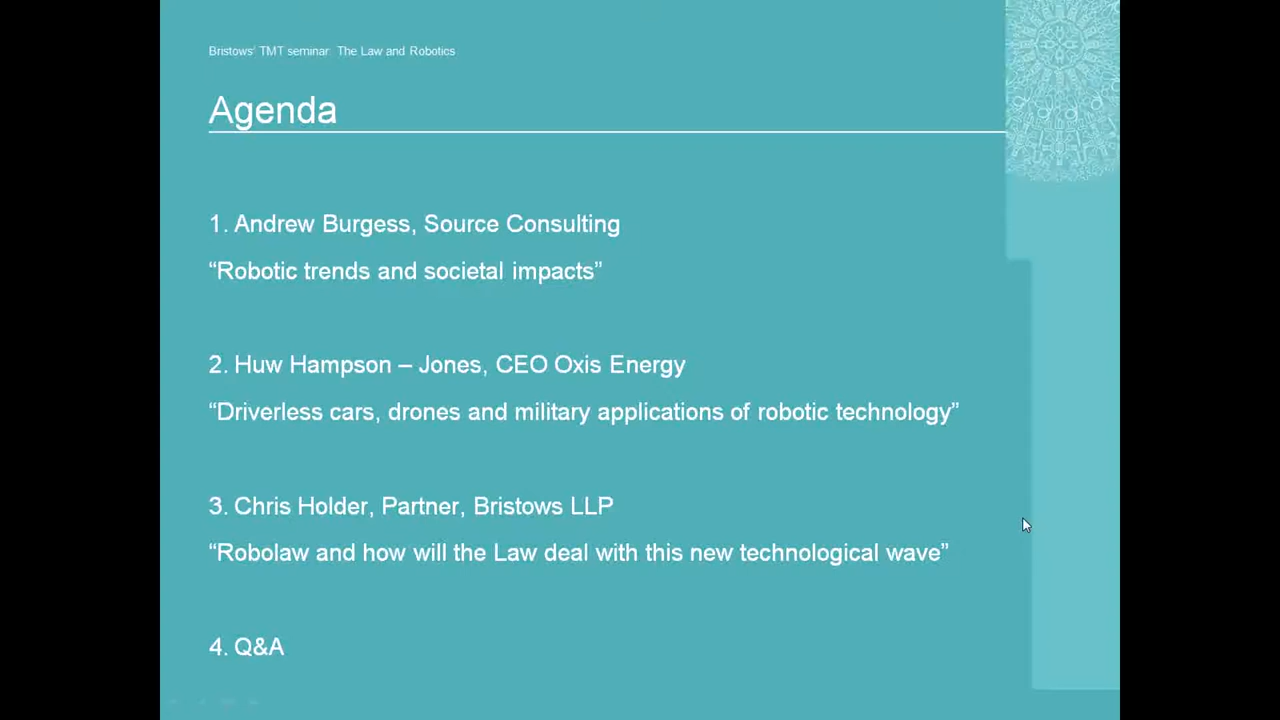 Bristows' TMT seminar: The Law and Robotics
Agenda
1. Andrew Burgess, Source Consulting
“Robotic trends and societal impacts”
2. Huw Hampson – Jones, CEO Oxis Energy
“Driverless cars, drones and military applications of robotic technology”
3. Chris Holder, Partner, Bristows LLP
“Robolaw and how will the Law deal with this new technological wave”
4. Q&A